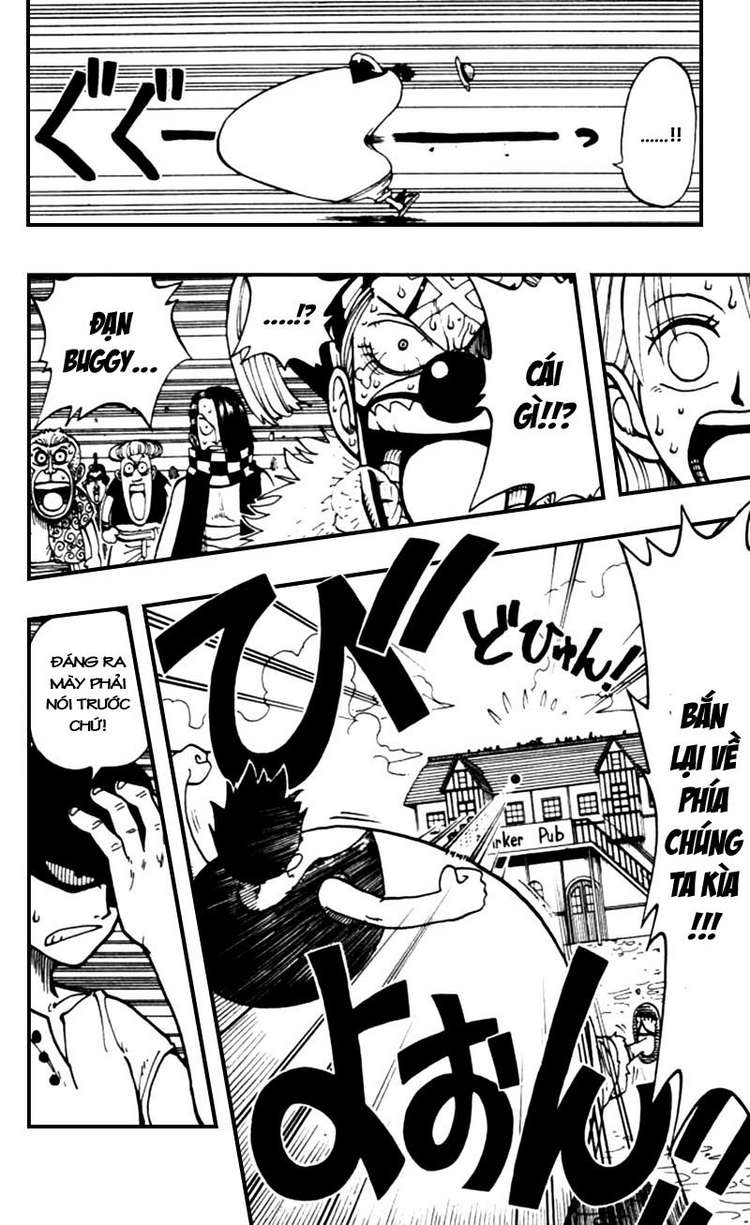 ......!!
ぐぐーーっ
ĐẠN
BUGGY...
.....!?
CÁI
GÌ!!?
ĐÁNG RA
MÀY PHẢI
NÓI TRƯỚC
CHỨ!
びよおん!!
どびゅん!
rker Pub
BẮN
LẠI VỀ
PHÍA
CHÚNG
TA KÌA
!!!